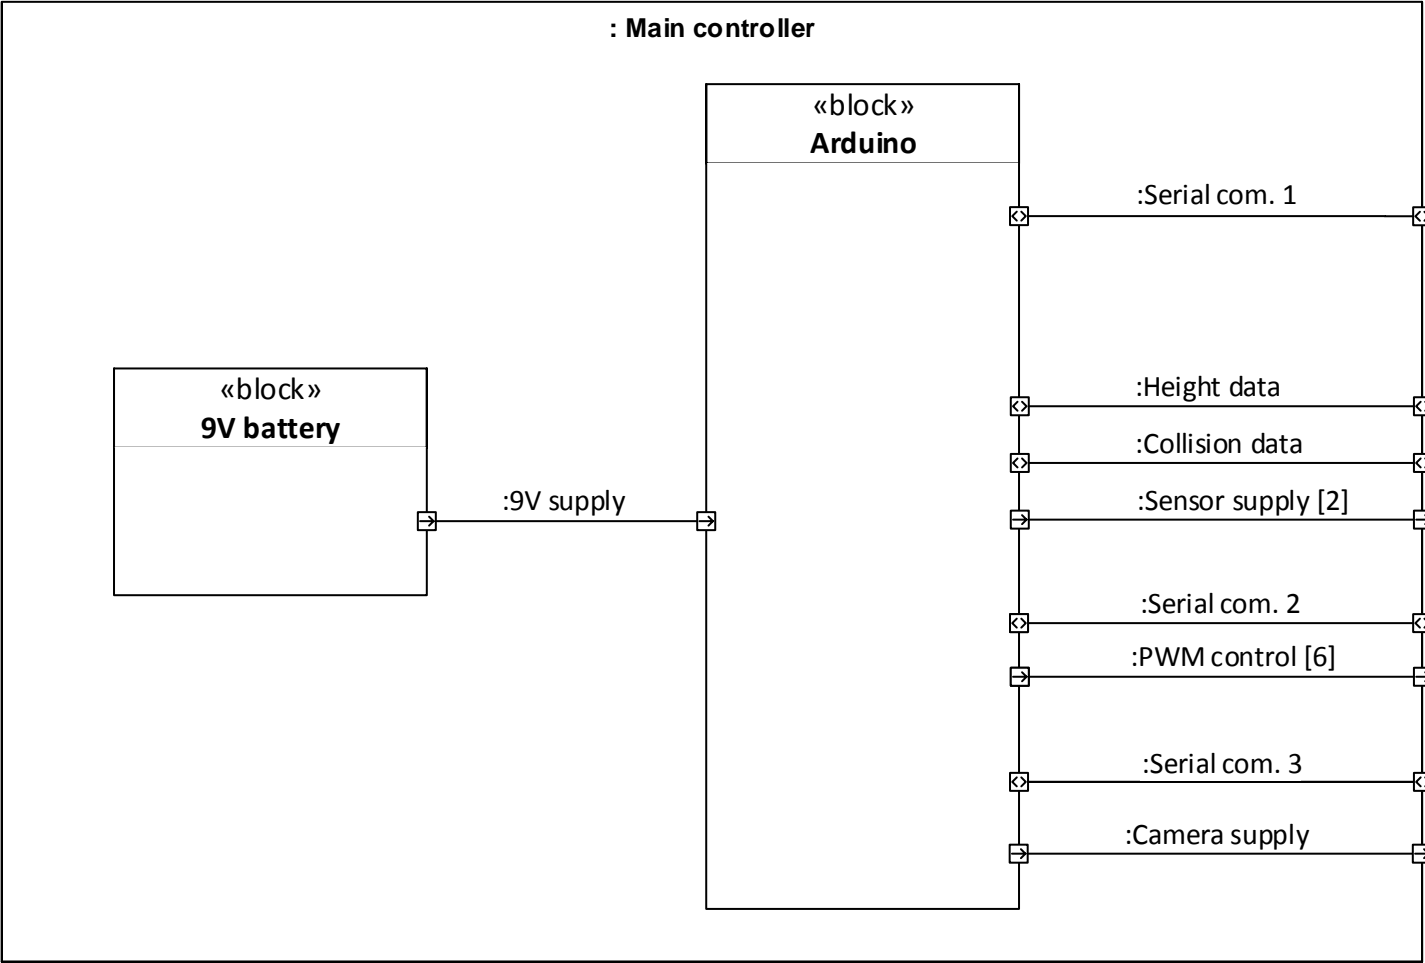 : Main controller
«block»
Arduino
:Serial com. 1
«block»
9V battery
:9V supply
:Height data
:Collision data
:Sensor supply [2]
:Serial com. 2
:PWM control [6]
:Serial com. 3
:Camera supply